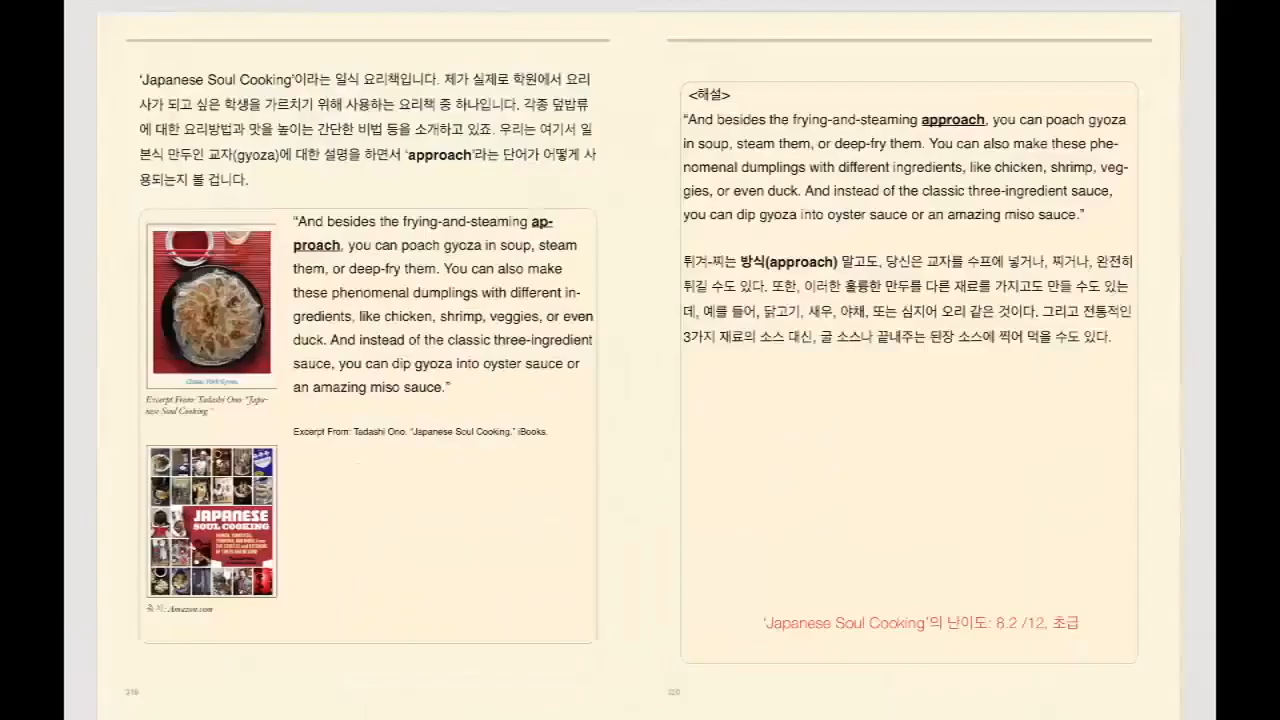 ‘Japanese Soul Cooking’이라는 일식 요리책입니다. 제가 실제로 학원에서 요리
사가 되고 싶은 학생을 가르치기 위해 사용하는 요리책 중 하나입니다. 각종 덮밥류
에 대한 요리방법과 맛을 높이는 간단한 비법 등을 소개하고 있죠. 우리는 여기서 일
본식 만두인 교자(gyoza)에 대한 설명을 하면서 ‘approach’라는 단어가 어떻게 사
용되는지 볼 겁니다.
“And besides the frying-and-steaming ap-
proach, you can poach gyoza in soup, steam
them, or deep-fry them. You can also make
these phenomenal dumplings with different in-
gredients, like chicken, shrimp, veggies, or even
duck. And instead of the classic three-ingredient
sauce, you can dip gyoza into oyster sauce or
an amazing miso sauce.”
Excerpt From: Tadashi Ono. “Japanese Soul Cooking.” iBooks.
Excerpt From: Tadashi Ono “Japa-
nese Soul Cooking”
JAPANESE
SOUL COOKING
출처: Amazon.com
<해설>
“And besides the frying-and-steaming approach, you can poach gyoza
in soup, steam them, or deep-fry them. You can also make these phe-
nomenal dumplings with different ingredients, like chicken, shrimp, veg-
gies, or even duck. And instead of the classic three-ingredient sauce,
you can dip gyoza into oyster sauce or an amazing miso sauce.”
튀겨-찌는 방식(approach) 말고도, 당신은 교자를 수프에 넣거나, 찌거나, 완전히
튀길 수도 있다. 또한, 이러한 훌륭한 만두를 다른 재료를 가지고도 만들 수도 있는
데, 예를 들어, 닭고기, 새우, 야채, 또는 심지어 오리 같은 것이다. 그리고 전통적인
3가지 재료의 소스 대신, 굴 소스나 끝내주는 된장 소스에 찍어 먹을 수도 있다.
‘Japanese Soul Cooking’의 난이도: 8.2 /12, 초급